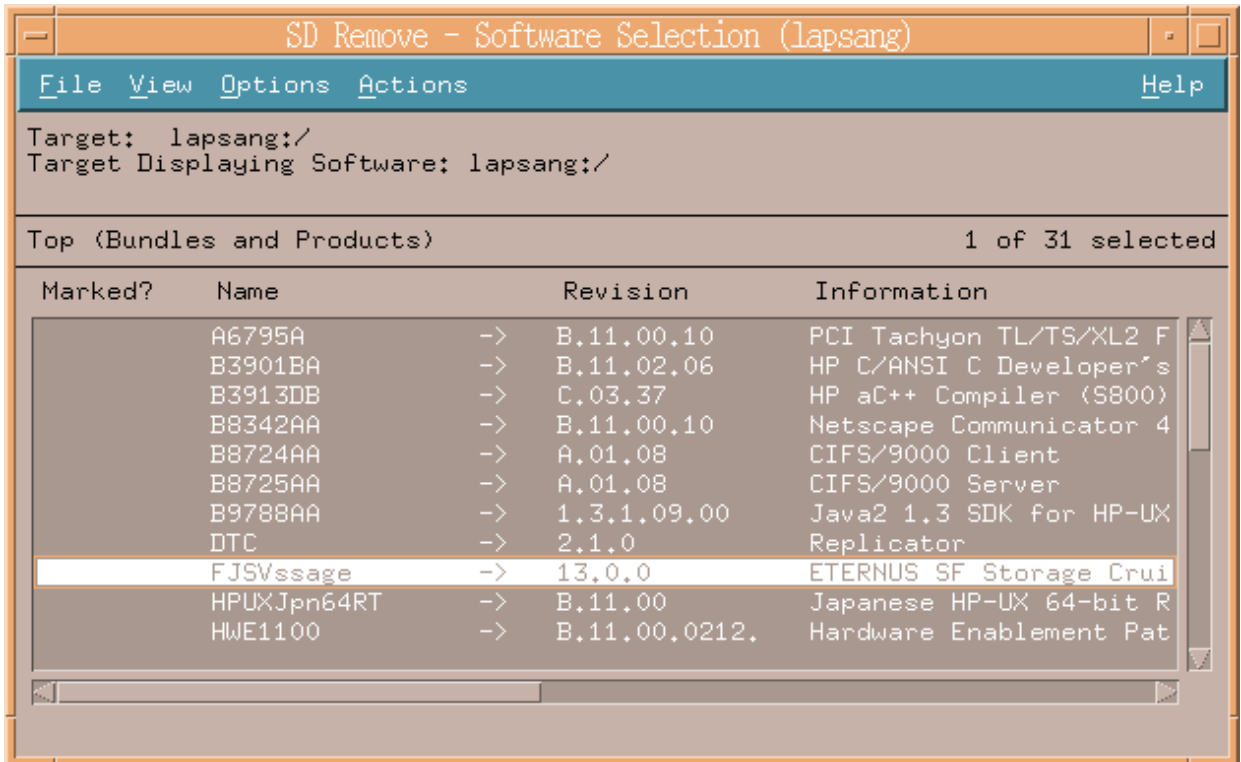 SD Remove - Software Selection (lapsang)
File View Options Actions Help
Target: lapsang:/
Target Displaying Software: lapsang:/
Top (Bundles and Products) 1 of 31 selected
Marked? Name Revision Information
A6795A -> B.11.00.10 PCI Tachyon TL/TS/XL2 F
B3901BA -> B.11.02.06 HP C/ANSI C Developer's
B3913DB -> C.03.37 HP aC++ Compiler (S800)
B8342AA -> B.11.00.10 Netscape Communicator 4
B8724AA -> A.01.08 CIFS/9000 Client
B8725AA -> A.01.08 CIFS/9000 Server
B9788AA -> 1.3.1.09.00 Java2 1.3 SDK for HP-UX
DTC -> 2.1.0 Replicator
FJSVssage -> 13.0.0 ETERNUS SF Storage Crui
HPUXJpn64RT -> B.11.00 Japanese HP-UX 64-bit R
HWE1100 -> B.11.00.0212. Hardware Enablement Pat